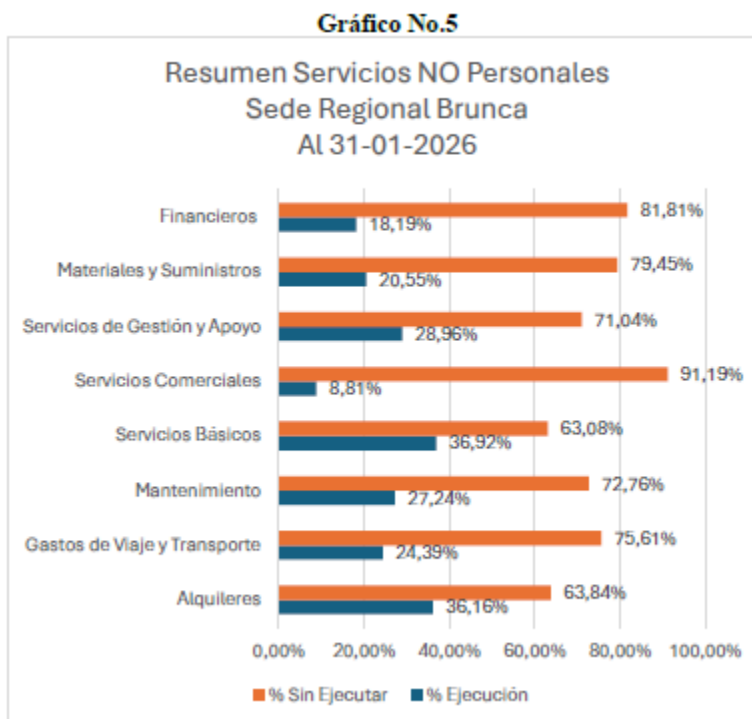 Gráfico No.5
Resumen Servicios NO Personales
Sede Regional Brunca
Al 31-01-2026
Financieros
81,81%
18,19%
Materiales y Suministros
79,45%
20,55%
Servicios de Gestión y Apoyo
71,04%
28,96%
Servicios Comerciales
91,19%
8,81%
Servicios Básicos
63,08%
36,92%
Mantenimiento
72,76%
27,24%
Gastos de Viaje y Transporte
75,61%
24,39%
Alquileres
63,84%
36,16%
0,00% 20,00% 40,00% 60,00% 80,00% 100,00%
% Sin Ejecutar % Ejecución